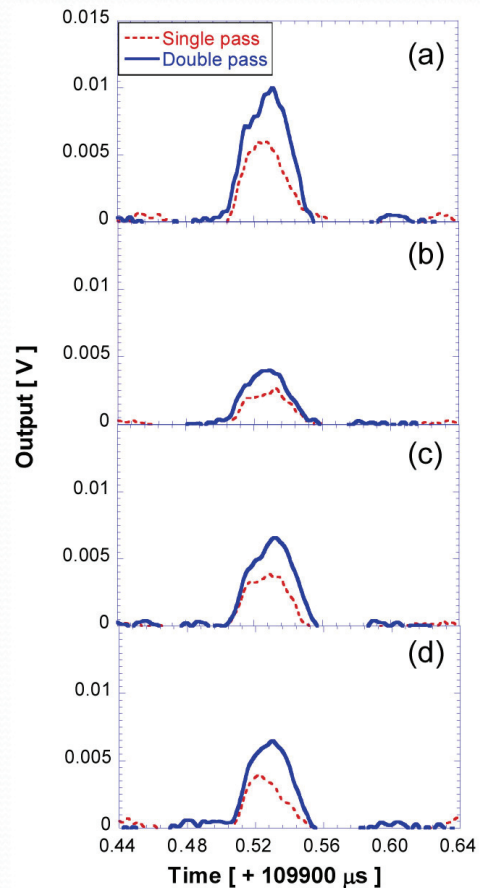 0.015
Single pass
Double pass
(a)
0.01
0.005
0
(b)
0.01
0.005
0
(c)
0.01
0.005
0
(d)
0.01
0.005
0
0.44 0.48 0.52 0.56 0.60 0.64
Time [ + 109900 μs ]
Output [ V ]